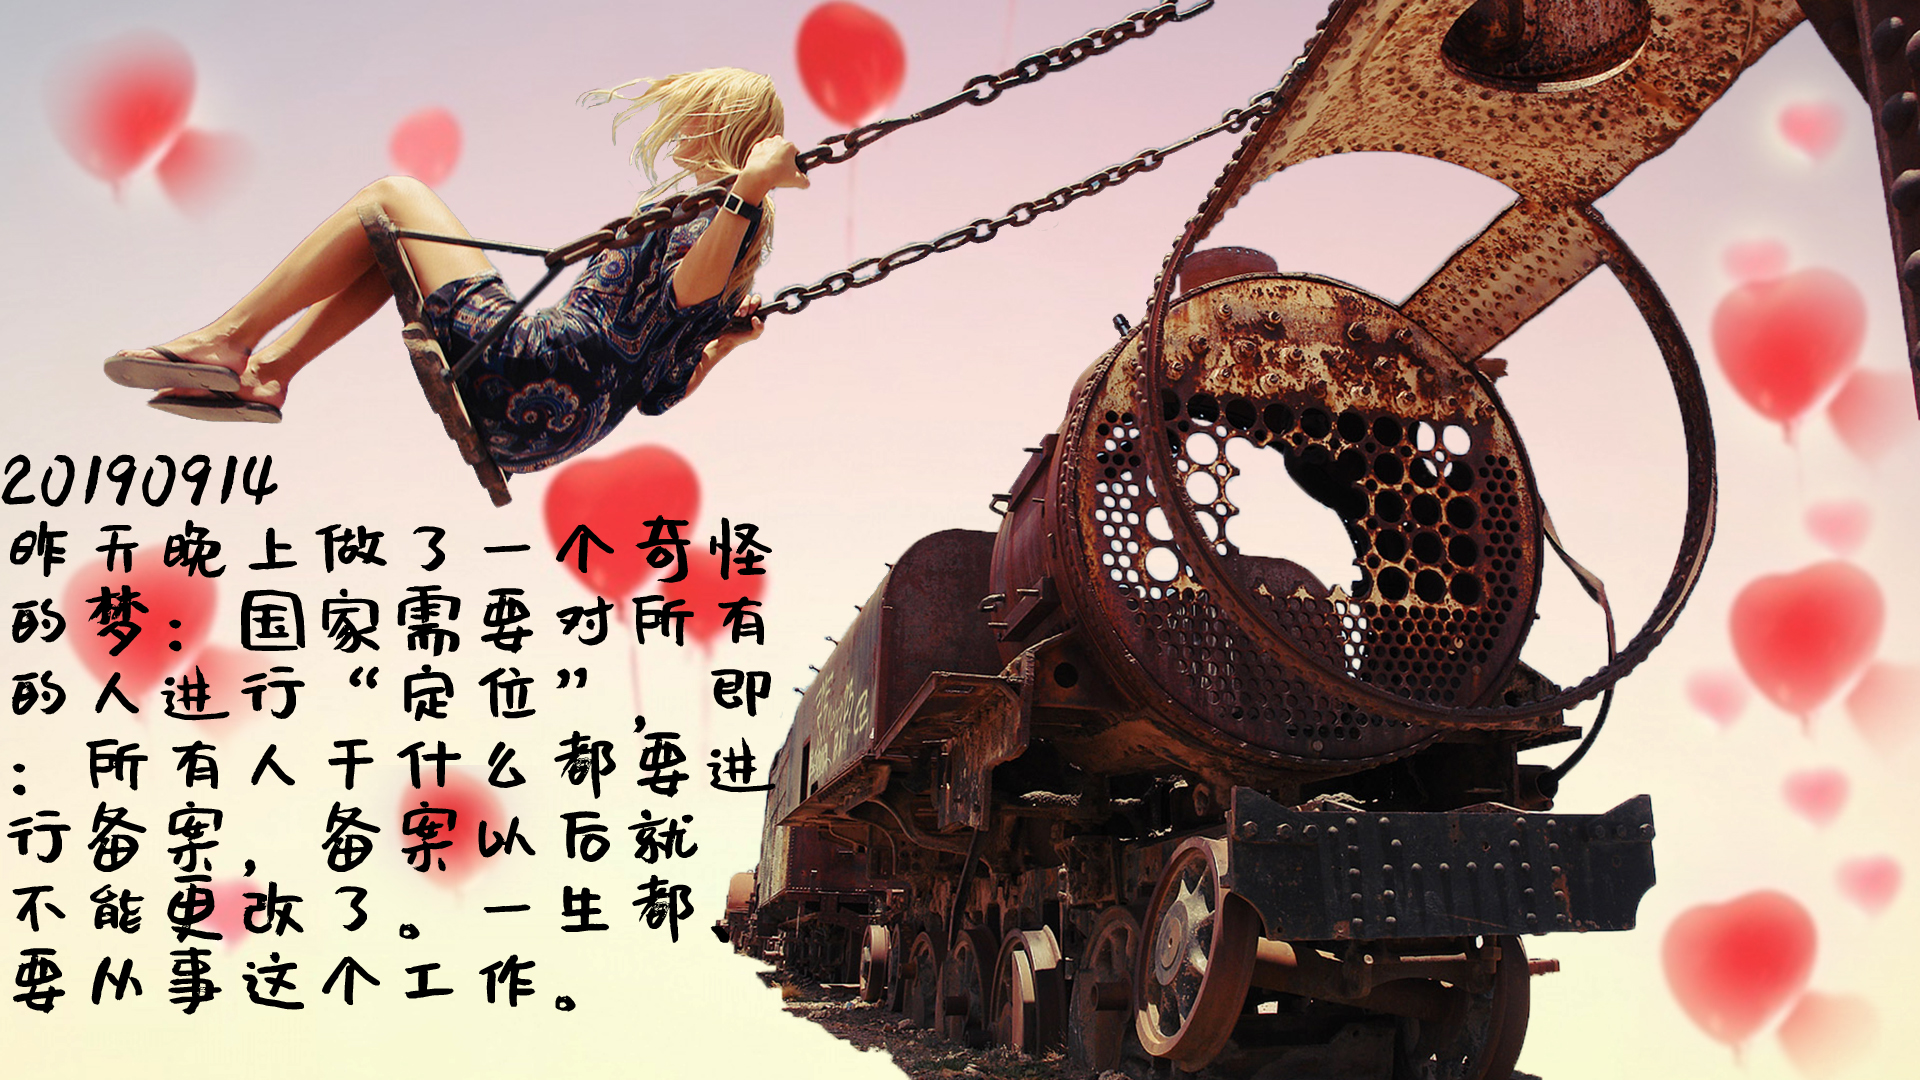 20190914
昨天晚上做了一个奇怪
的梦：国家需要对所有
的人进行“定位”，即
：所有人干什么都要进
行备案，备案以后就
不能更改了。一生都、
要从事这个工作。